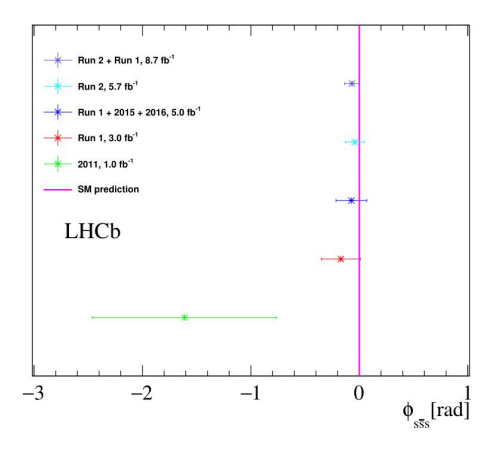 Run 2 + Run 1, 8.7 fb⁻¹
Run 2, 5.7 fb⁻¹
Run 1 + 2015 + 2016, 5.0 fb⁻¹
Run 1, 3.0 fb⁻¹
2011, 1.0 fb⁻¹
SM prediction
LHCb
−3 −2 −1 0 1
ϕss̅s[rad]